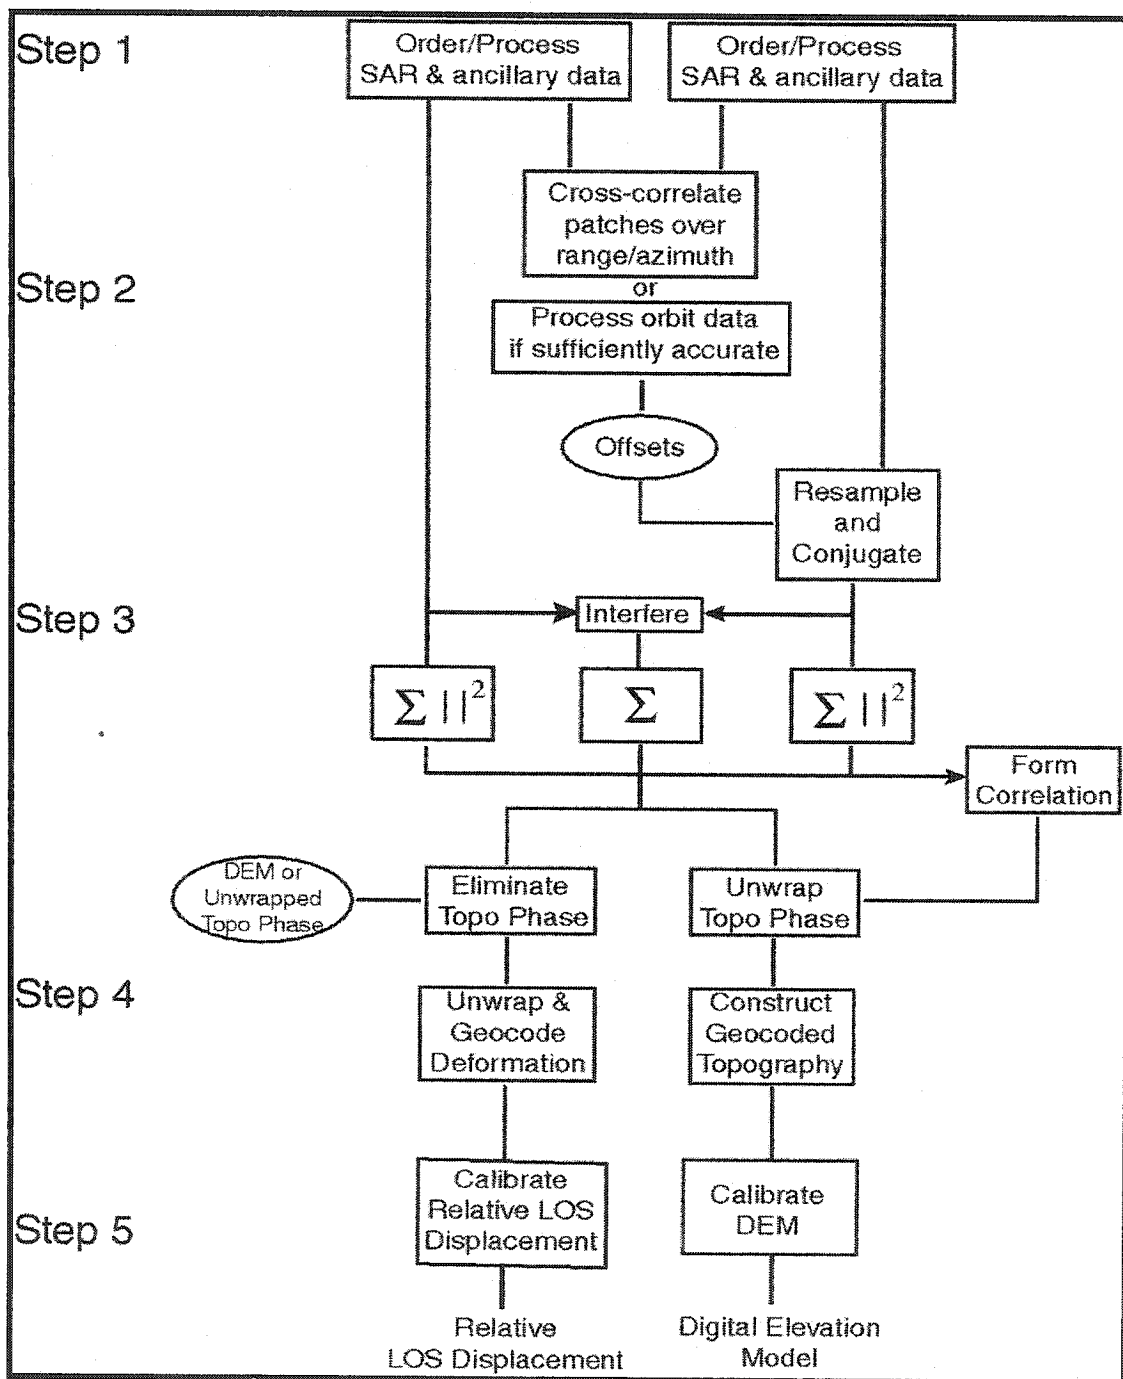 Step 1
Order/Process
SAR & ancillary data
Order/Process
SAR & ancillary data
Cross-correlate
patches over
range/azimuth
Step 2
or
Process orbit data
if sufficiently accurate
Offsets
Resample
and
Conjugate
Step 3
Interfere
Σ ||²
Σ
Σ ||²
Form
Correlation
DEM or
Unwrapped
Topo Phase
Eliminate
Topo Phase
Unwrap
Topo Phase
Step 4
Unwrap &
Geocode
Deformation
Construct
Geocoded
Topography
Step 5
Calibrate
Relative LOS
Displacement
Calibrate
DEM
Relative
LOS Displacement
Digital Elevation
Model